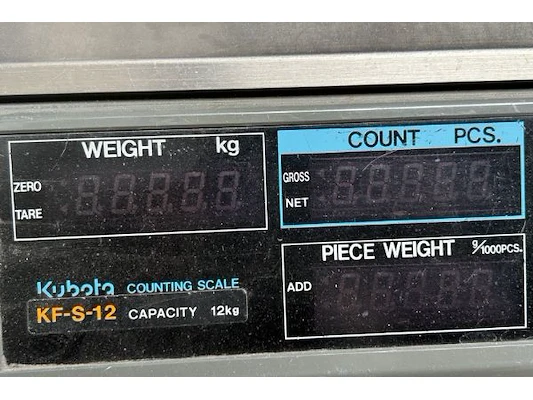 WEIGHT kg
ZERO
TARE
COUNT PCS.
GROSS
NET
PIECE WEIGHT g/1000PCS.
ADD
Kubota COUNTING SCALE
KF-S-12 CAPACITY 12kg